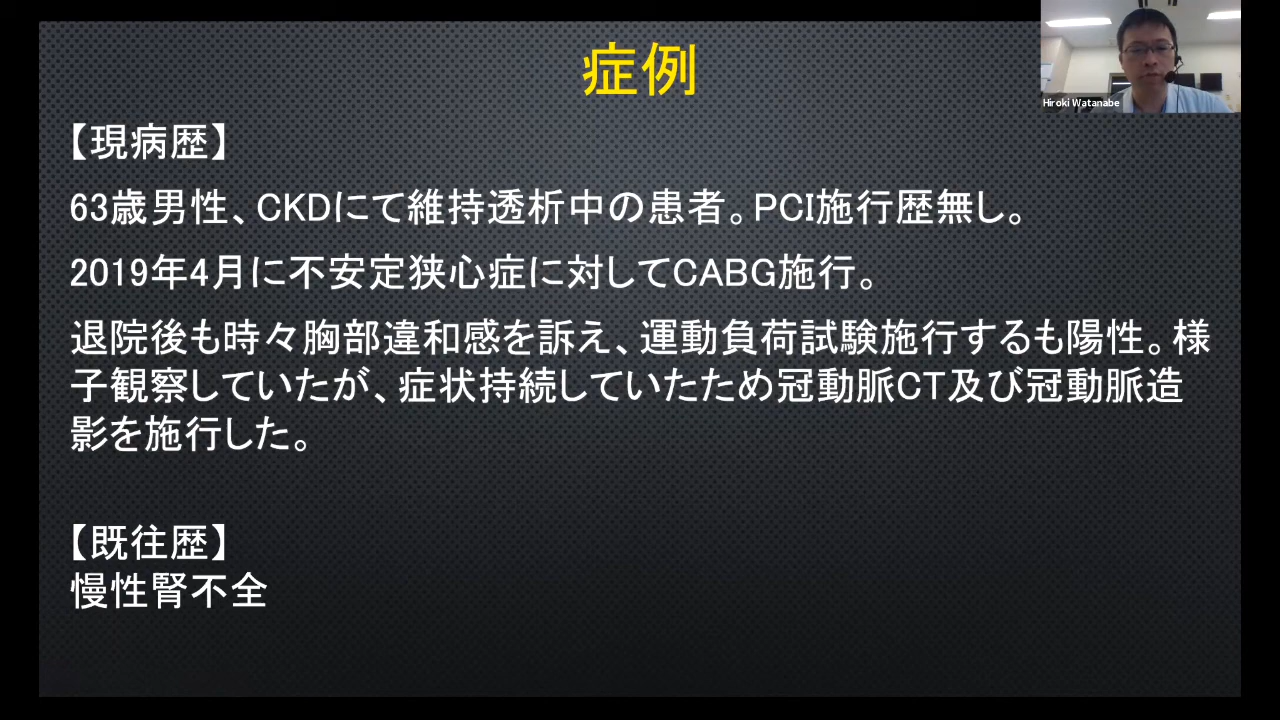 症例
Hiroki Watanabe
【現病歴】
63歳男性、CKDにて維持透析中の患者。PCI施行歴無し。
2019年4月に不安定狭心症に対してCABG施行。
退院後も時々胸部違和感を訴え、運動負荷試験施行するも陽性。様
子観察していたが、症状持続していたため冠動脈CT及び冠動脈造
影を施行した。
【既往歴】
慢性腎不全